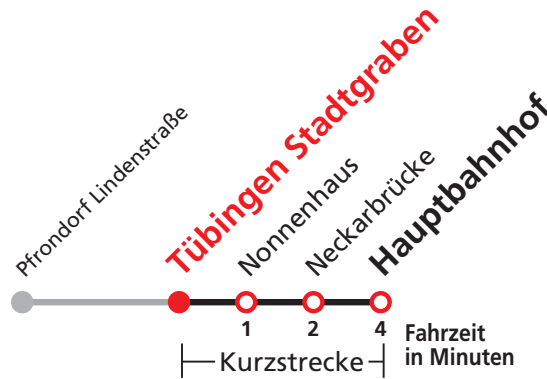 Pfrondorf Lindenstraße
Tübingen Stadtgraben
Nonnenhaus
Neckarbrücke
Hauptbahnhof
1 2 4 Fahrzeit
in Minuten
Kurzstrecke